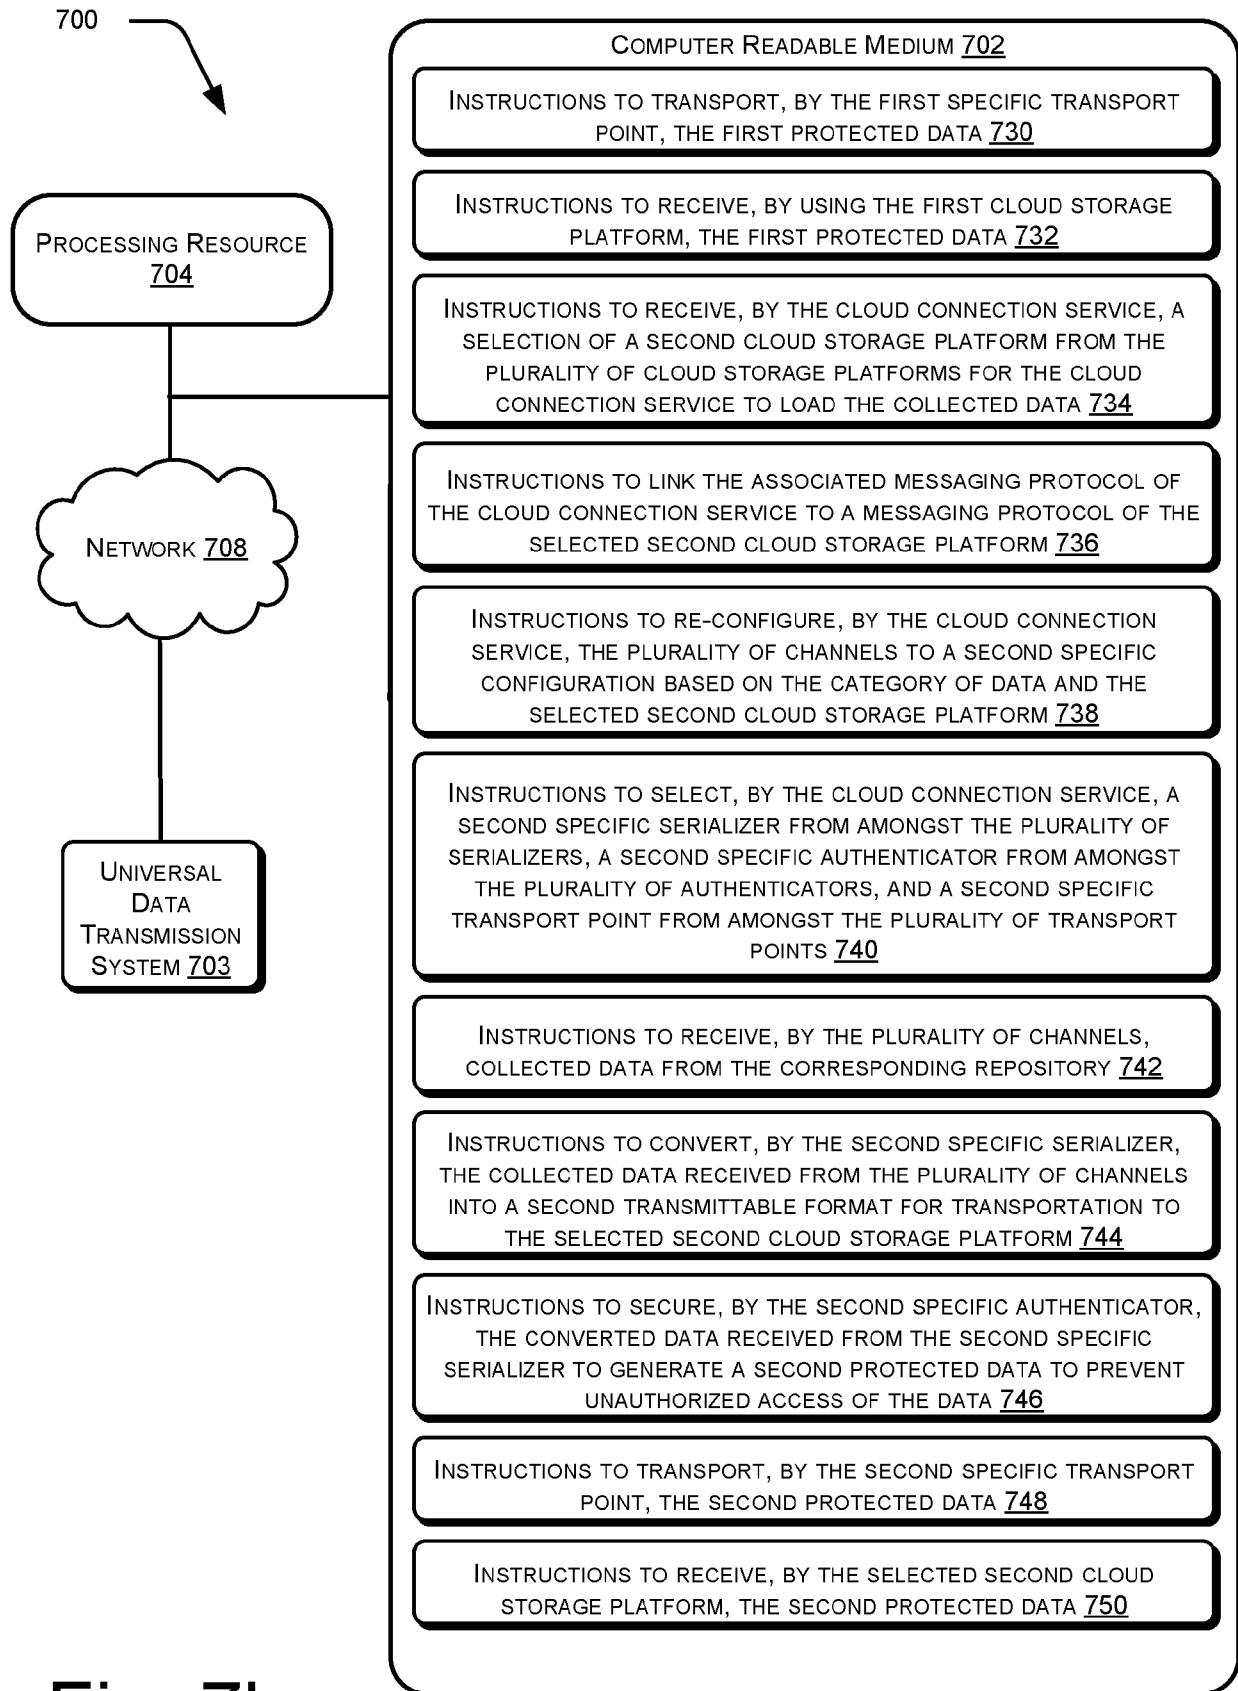 700
COMPUTER READABLE MEDIUM 702
INSTRUCTIONS TO TRANSPORT, BY THE FIRST SPECIFIC TRANSPORT
POINT, THE FIRST PROTECTED DATA 730
INSTRUCTIONS TO RECEIVE, BY USING THE FIRST CLOUD STORAGE
PLATFORM, THE FIRST PROTECTED DATA 732
INSTRUCTIONS TO RECEIVE, BY THE CLOUD CONNECTION SERVICE, A
SELECTION OF A SECOND CLOUD STORAGE PLATFORM FROM THE
PLURALITY OF CLOUD STORAGE PLATFORMS FOR THE CLOUD
CONNECTION SERVICE TO LOAD THE COLLECTED DATA 734
INSTRUCTIONS TO LINK THE ASSOCIATED MESSAGING PROTOCOL OF
THE CLOUD CONNECTION SERVICE TO A MESSAGING PROTOCOL OF THE
SELECTED SECOND CLOUD STORAGE PLATFORM 736
INSTRUCTIONS TO RE-CONFIGURE, BY THE CLOUD CONNECTION
SERVICE, THE PLURALITY OF CHANNELS TO A SECOND SPECIFIC
CONFIGURATION BASED ON THE CATEGORY OF DATA AND THE
SELECTED SECOND CLOUD STORAGE PLATFORM 738
INSTRUCTIONS TO SELECT, BY THE CLOUD CONNECTION SERVICE, A
SECOND SPECIFIC SERIALIZER FROM AMONGST THE PLURALITY OF
SERIALIZERS, A SECOND SPECIFIC AUTHENTICATOR FROM AMONGST
THE PLURALITY OF AUTHENTICATORS, AND A SECOND SPECIFIC
TRANSPORT POINT FROM AMONGST THE PLURALITY OF TRANSPORT
POINTS 740
INSTRUCTIONS TO RECEIVE, BY THE PLURALITY OF CHANNELS,
COLLECTED DATA FROM THE CORRESPONDING REPOSITORY 742
INSTRUCTIONS TO CONVERT, BY THE SECOND SPECIFIC SERIALIZER,
THE COLLECTED DATA RECEIVED FROM THE PLURALITY OF CHANNELS
INTO A SECOND TRANSMITTABLE FORMAT FOR TRANSPORTATION TO
THE SELECTED SECOND CLOUD STORAGE PLATFORM 744
INSTRUCTIONS TO SECURE, BY THE SECOND SPECIFIC AUTHENTICATOR,
THE CONVERTED DATA RECEIVED FROM THE SECOND SPECIFIC
SERIALIZER TO GENERATE A SECOND PROTECTED DATA TO PREVENT
UNAUTHORIZED ACCESS OF THE DATA 746
INSTRUCTIONS TO TRANSPORT, BY THE SECOND SPECIFIC TRANSPORT
POINT, THE SECOND PROTECTED DATA 748
INSTRUCTIONS TO RECEIVE, BY THE SELECTED SECOND CLOUD
STORAGE PLATFORM, THE SECOND PROTECTED DATA 750
PROCESSING RESOURCE
704
NETWORK 708
UNIVERSAL
DATA
TRANSMISSION
SYSTEM 703